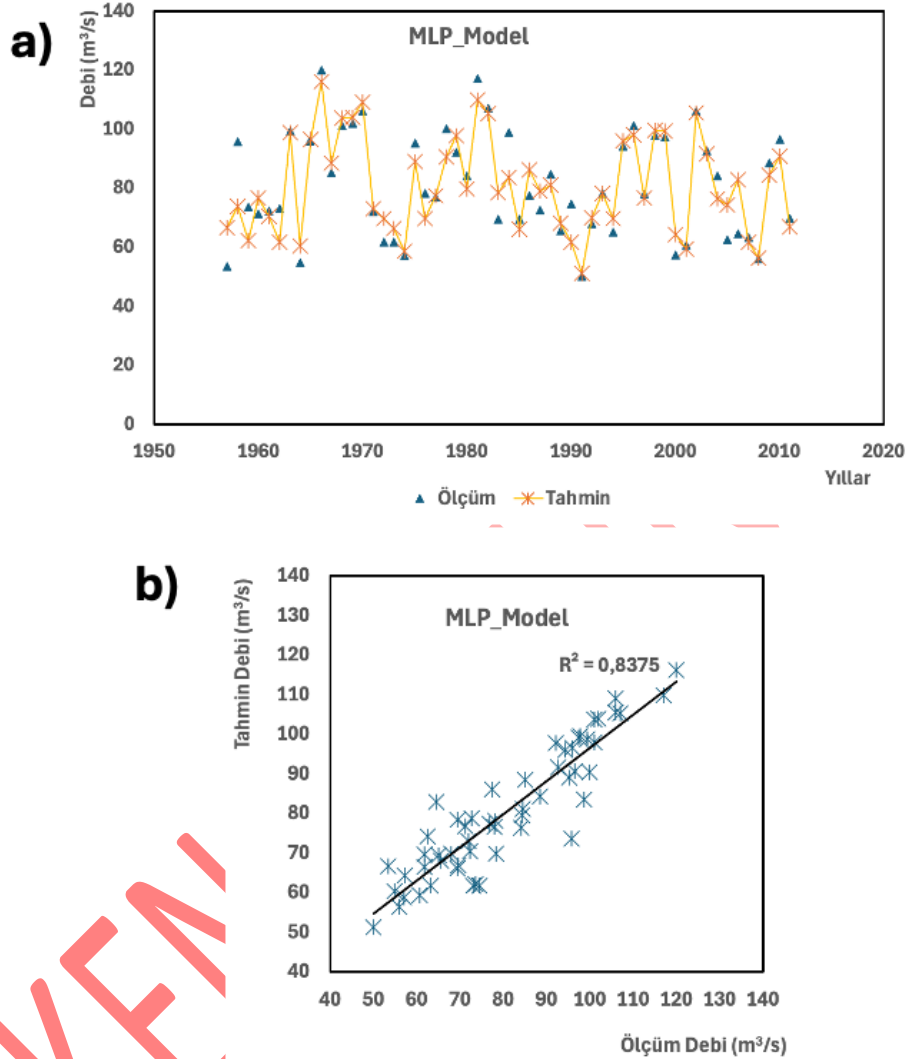 a)
MLP_Model
Debi (m³/s)
140
120
100
80
60
40
20
0
1950 1960 1970 1980 1990 2000 2010 2020
Yıllar
Ölçüm Tahmin
b)
MLP_Model
R² = 0,8375
Tahmin Debi (m³/s)
140
130
120
110
100
90
80
70
60
50
40
40 50 60 70 80 90 100 110 120 130 140
Ölçüm Debi (m³/s)
KEN